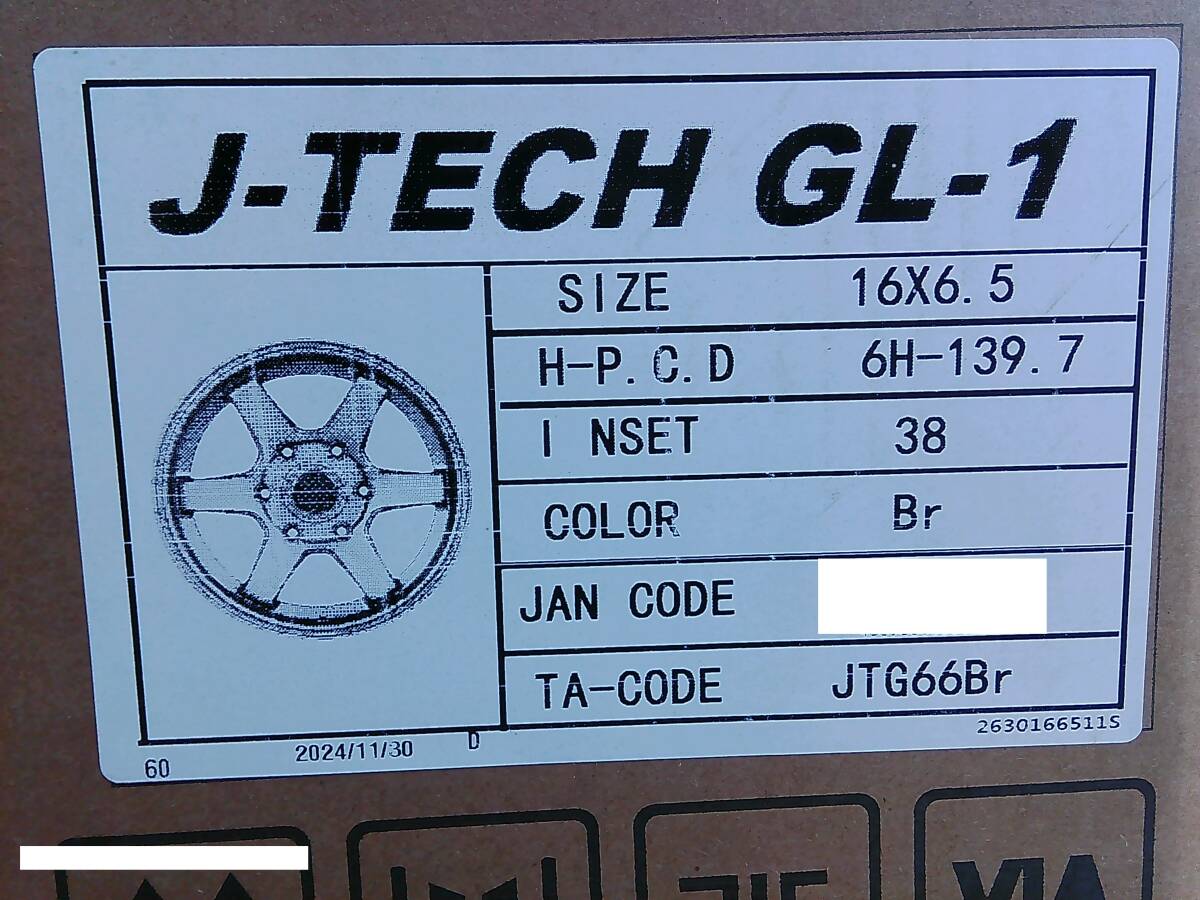 J-TECH GL-1
SIZE 16X6.5
H-P.C.D 6H-139.7
INSET 38
COLOR Br
JAN CODE
TA-CODE JTG66Br
2630166511S
60 2024/11/30 D